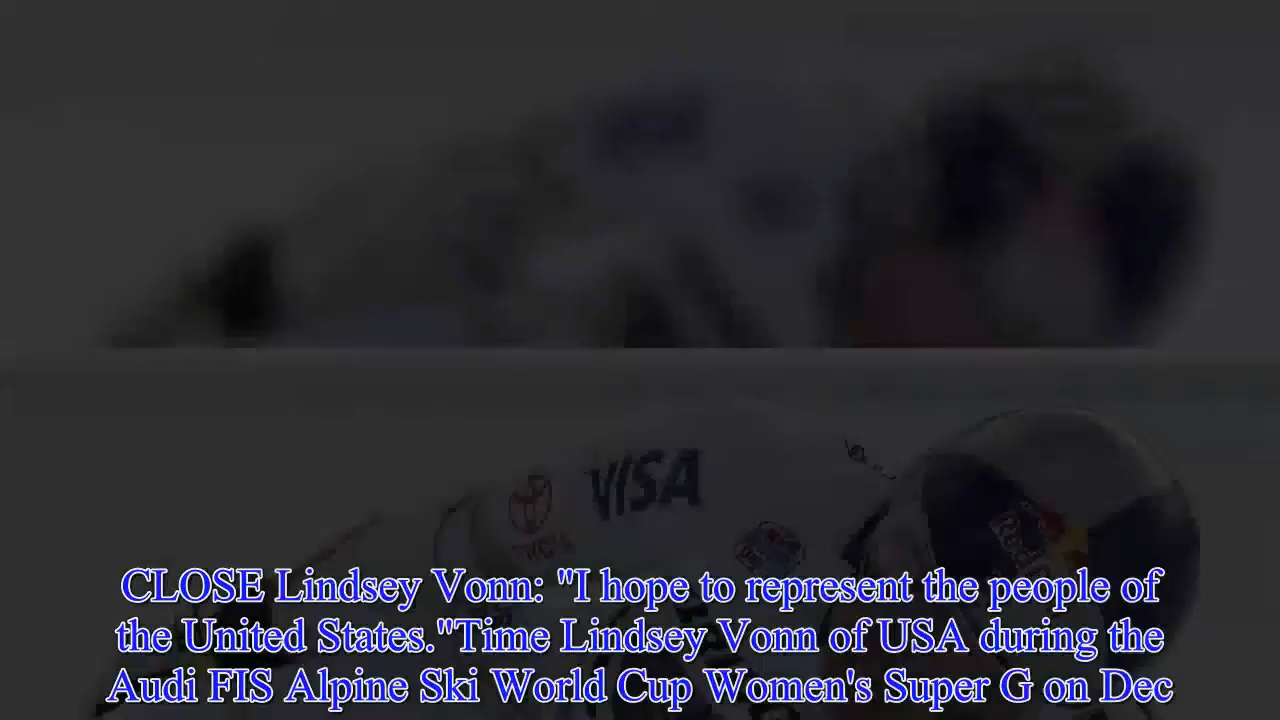 VISA
CLOSE Lindsey Vonn: "I hope to represent the people of
the United States."Time Lindsey Vonn of USA during the
Audi FIS Alpine Ski World Cup Women's Super G on Dec